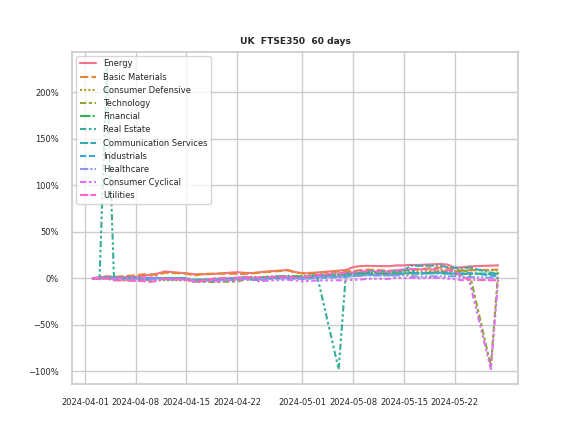 UK FTSE350 60 days
Energy
Basic Materials
Consumer Defensive
Technology
Financial
Real Estate
Communication Services
Industrials
Healthcare
Consumer Cyclical
Utilities
200%
150%
100%
50%
0%
−50%
−100%
2024-04-01 2024-04-08 2024-04-15 2024-04-22 2024-05-01 2024-05-08 2024-05-15 2024-05-22